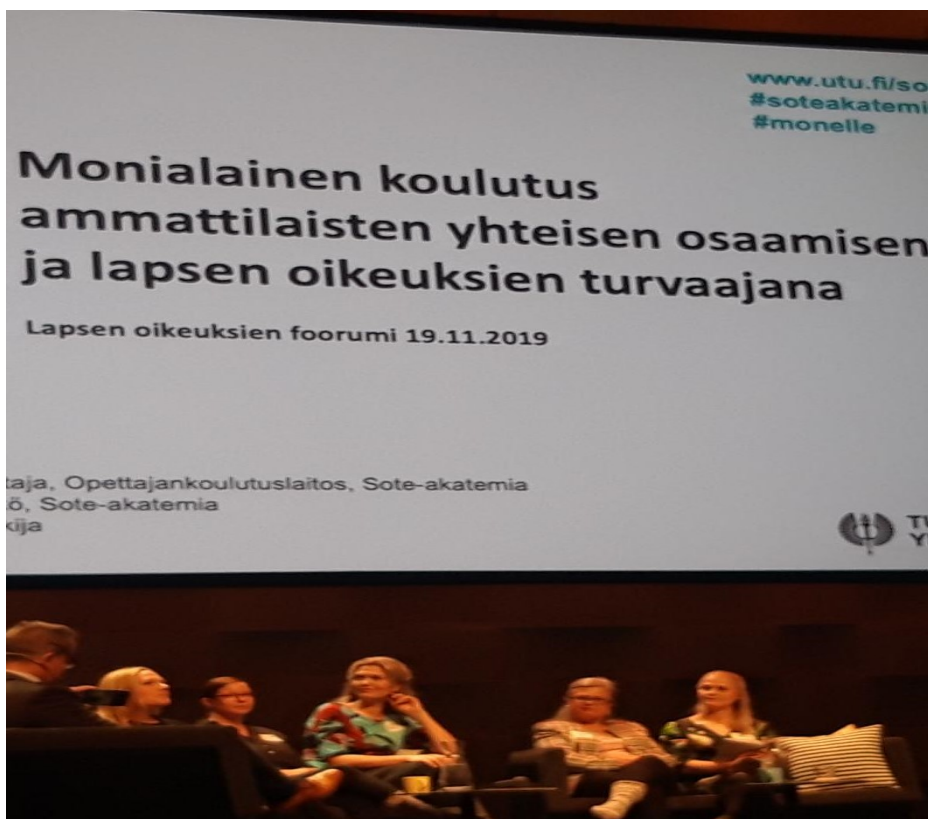 www.utu.fi/so
#soteakatemi
#monelle
Monialainen koulutus
ammattilaisten yhteisen osaamisen
ja lapsen oikeuksien turvaajana
Lapsen oikeuksien foorumi 19.11.2019
taja, Opettajankoulutuslaitos, Sote-akatemia
ö, Sote-akatemia
kija
TU
Y